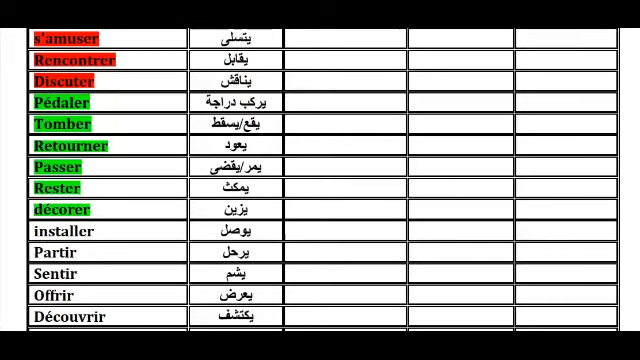 s'amuser يتسلى
Rencontrer يقابل
Discuter يناقش
Pédaler يركب دراجة
Tomber يقع/يسقط
Retourner يعود
Passer يمر/يقضى
Rester يمكث
décorer يزين
installer يوصل
Partir يرحل
Sentir يشم
Offrir يعرض
Découvrir يكتشف